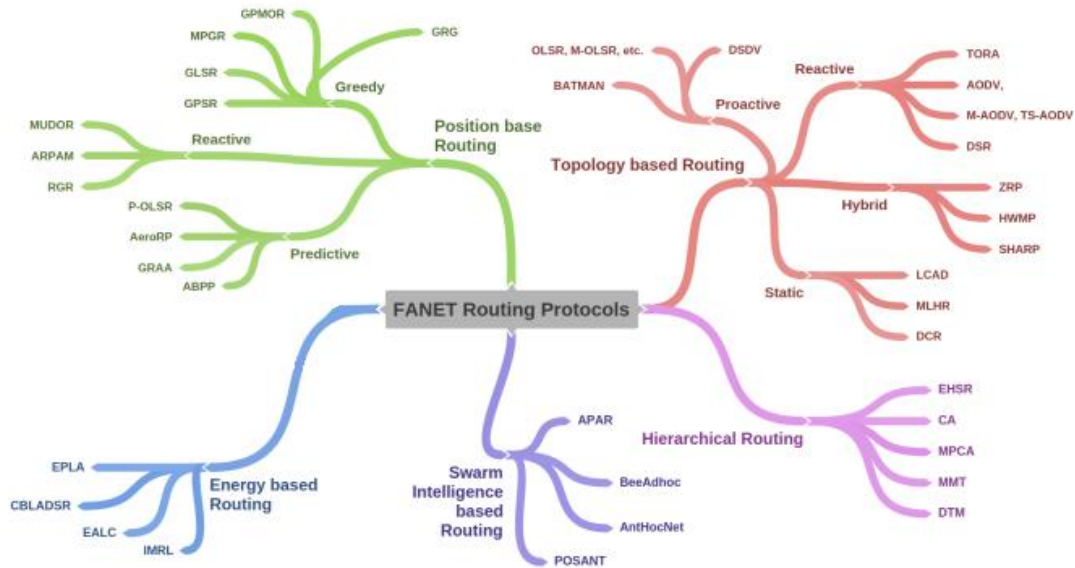 FANET Routing Protocols
Position base
Routing
Greedy
GPMOR
GRG
MPGR
GLSR
GPSR
Reactive
MUDOR
ARPAM
RGR
Predictive
P-OLSR
AeroRP
GRAA
ABPP
Topology based Routing
Proactive
OLSR, M-OLSR, etc.
DSDV
BATMAN
Reactive
TORA
AODV,
M-AODV, TS-AODV
DSR
Hybrid
ZRP
HWMP
SHARP
Static
LCAD
MLHR
DCR
Energy based
Routing
EPLA
CBLADSR
EALC
IMRL
Swarm
Intelligence
based
Routing
APAR
BeeAdhoc
AntHocNet
POSANT
Hierarchical Routing
EHSR
CA
MPCA
MMT
DTM